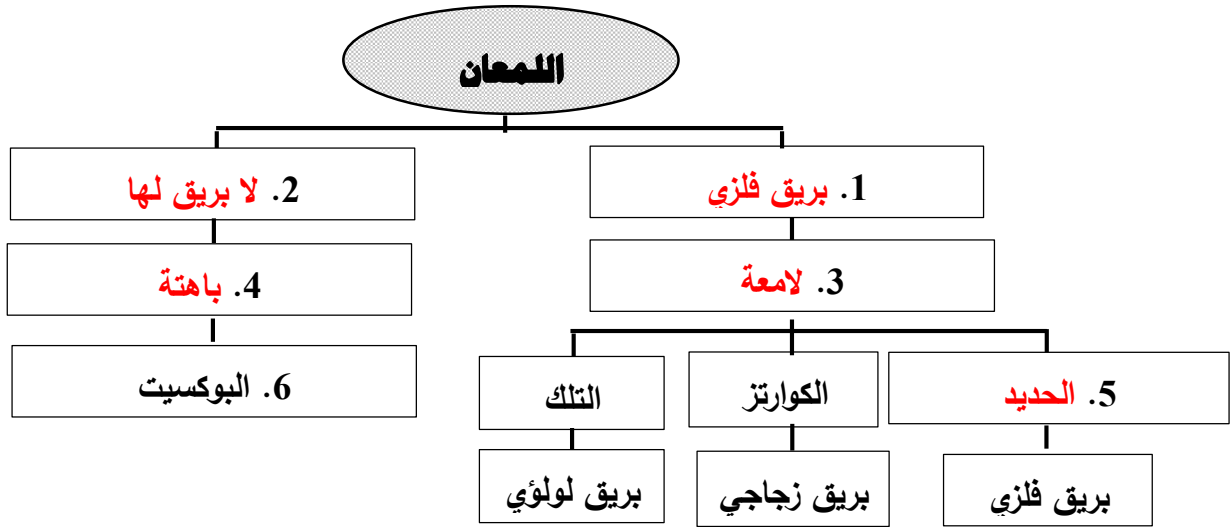 اللمعان
1. بريق فلزي
2. لا بريق لها
3. لامعة
4. باهتة
5. الحديد
الكوارتز
التلك
6. البوكسيت
بريق فلزي
بريق زجاجي
بريق لولؤي